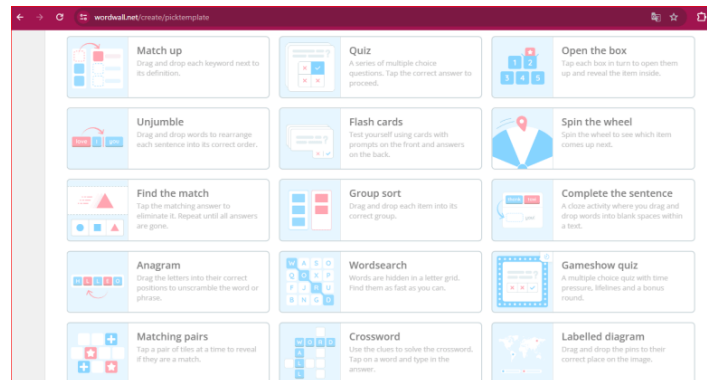 wordwall.net/create/picktemplate
Match up
Drag and drop each keyword next to
its definition.
Quiz
A series of multiple choice
questions. Tap the correct answer to
proceed.
Open the box
Tap each box in turn to open them
up and reveal the item inside.
1 2
3 4 5
Unjumble
Drag and drop words to rearrange
each sentence into its correct order.
Flash cards
Test yourself using cards with
prompts on the front and answers
on the back.
Spin the wheel
Spin the wheel to see which item
comes up next.
Find the match
Tap the matching answer to
eliminate it. Repeat until all answers
are gone.
Group sort
Drag and drop each item into its
correct group.
Complete the sentence
A cloze activity where you drag and
drop words into blank spaces within
a text.
Anagram
Drag the letters into their correct
positions to unscramble the word or
phrase.
Wordsearch
Words are hidden in a letter grid.
Find them as fast as you can.
Gameshow quiz
A multiple choice quiz with time
pressure, lifelines and a bonus
round.
Matching pairs
Tap a pair of tiles at a time to reveal
if they are a match.
Crossword
Use the clues to solve the crossword.
Tap on a word and type in the
answer.
W O R D
Labelled diagram
Drag and drop the pins to their
correct place on the image.